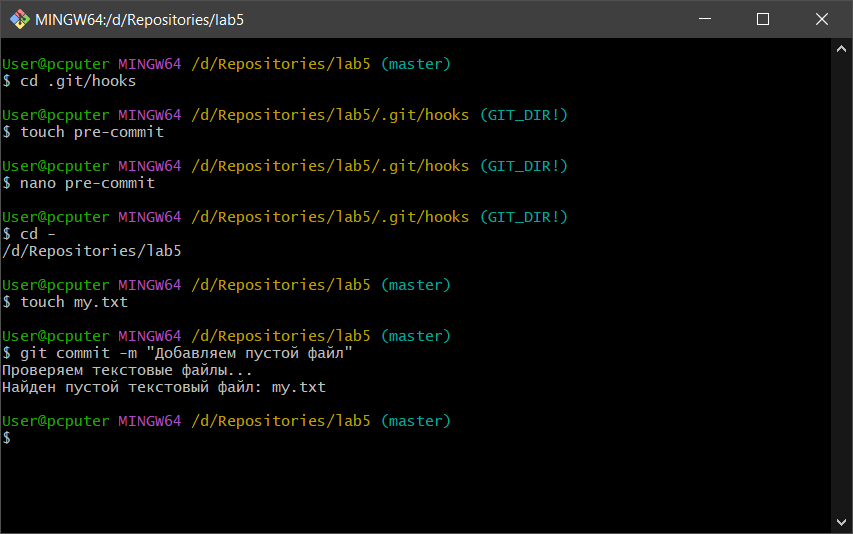 MINGW64:/d/Repositories/lab5
User@pcputer MINGW64 /d/Repositories/lab5 (master)
$ cd .git/hooks
User@pcputer MINGW64 /d/Repositories/lab5/.git/hooks (GIT_DIR!)
$ touch pre-commit
User@pcputer MINGW64 /d/Repositories/lab5/.git/hooks (GIT_DIR!)
$ nano pre-commit
User@pcputer MINGW64 /d/Repositories/lab5/.git/hooks (GIT_DIR!)
$ cd -
/d/Repositories/lab5
User@pcputer MINGW64 /d/Repositories/lab5 (master)
$ touch my.txt
User@pcputer MINGW64 /d/Repositories/lab5 (master)
$ git commit -m "Добавляем пустой файл"
Проверяем текстовые файлы...
Найден пустой текстовый файл: my.txt
User@pcputer MINGW64 /d/Repositories/lab5 (master)
$